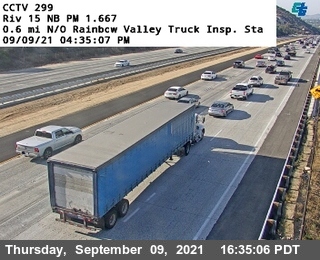 CCTV 299
Riv 15 NB PM 1.667
0.6 mi N/O Rainbcw Valley Truck Insp. Sta
09/09/21 04:35:07 PM
Thursday, September 09, 2021 16:35:06 PDT